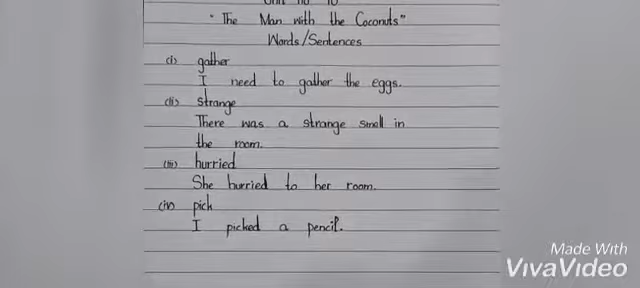 "The Man with the Coconuts"
Words/Sentences
(i) gather
I need to gather the eggs.
(ii) strange
There was a strange smell in
the room.
(iii) hurried
She hurried to her room.
(iv) pick
I picked a pencil.
Made With
VivaVideo